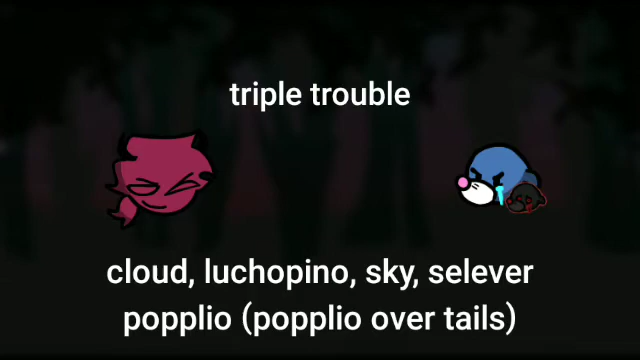 triple trouble
cloud, luchopino, sky, selever
popplio (popplio over tails)